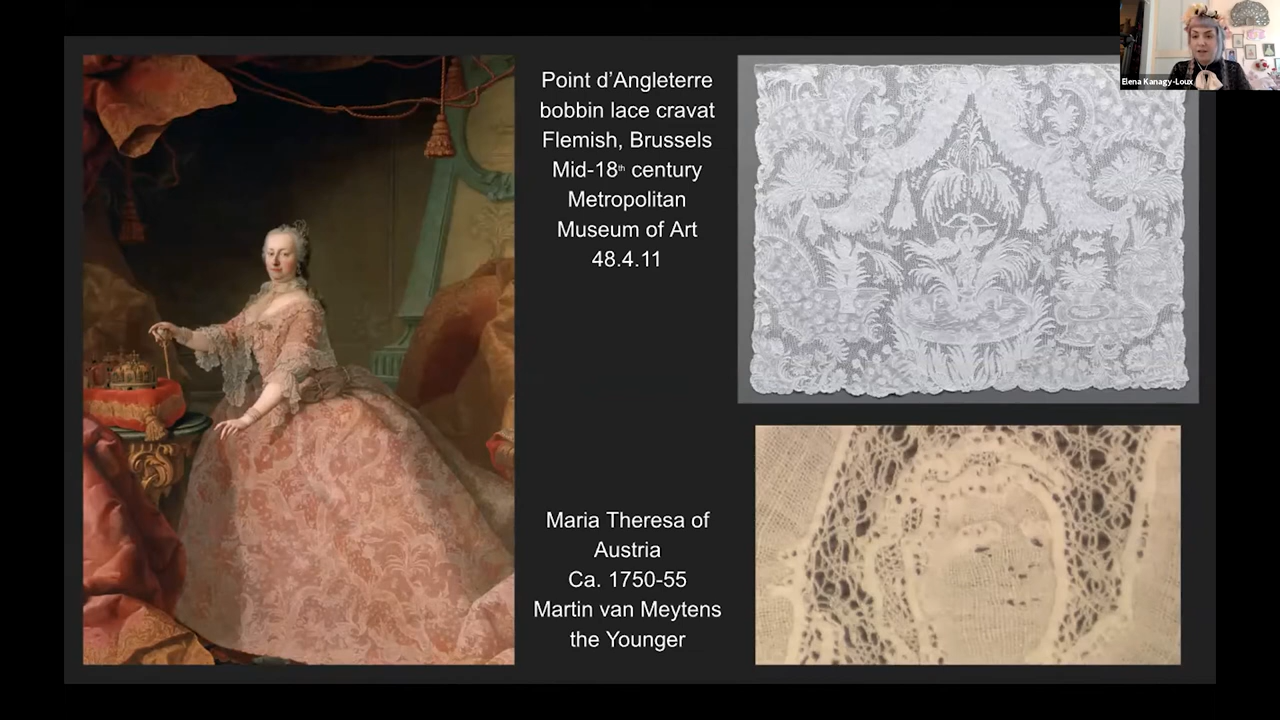 Elena Kanagy-Loux
Point d’Angleterre
bobbin lace cravat
Flemish, Brussels
Mid-18th century
Metropolitan
Museum of Art
48.4.11
Maria Theresa of
Austria
Ca. 1750-55
Martin van Meytens
the Younger